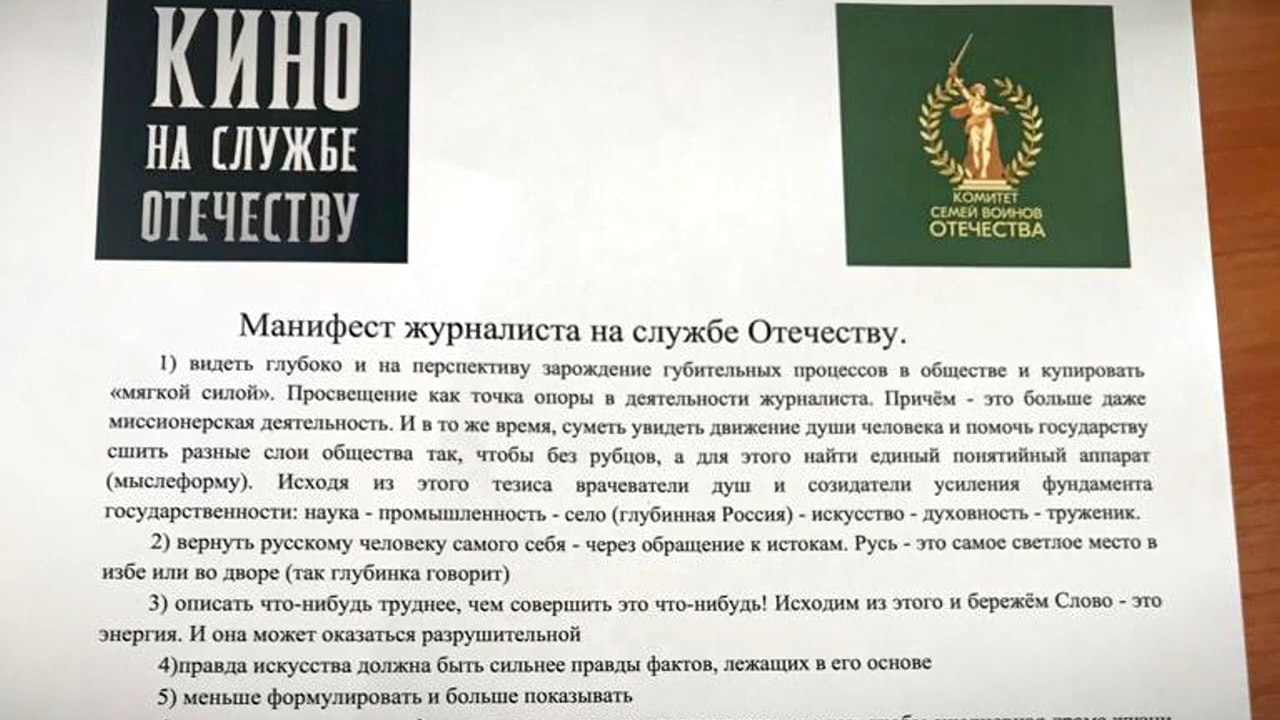 КИНО
НА СЛУЖБЕ
ОТЕЧЕСТВУ
КОМИТЕТ
СЕМЕЙ ВОИНОВ
ОТЕЧЕСТВА
Манифест журналиста на службе Отечеству.
1) видеть глубоко и на перспективу зарождение губительных процессов в обществе и купировать
«мягкой силой». Просвещение как точка опоры в деятельности журналиста. Причём - это больше даже
миссионерская деятельность. И в то же время, суметь увидеть движение души человека и помочь государству
сшить разные слои общества так, чтобы без рубцов, а для этого найти единый понятийный аппарат
(мыслеформу). Исходя из этого тезиса врачеватели душ и созидатели усиления фундамента
государственности: наука - промышленность - село (глубинная Россия) - искусство - духовность - труженик.
2) вернуть русскому человеку самого себя - через обращение к истокам. Русь - это самое светлое место в
избе или во дворе (так глубинка говорит)
3) описать что-нибудь труднее, чем совершить это что-нибудь! Исходим из этого и бережём Слово - это
энергия. И она может оказаться разрушительной
4)правда искусства должна быть сильнее правды фактов, лежащих в его основе
5) меньше формулировать и больше показывать